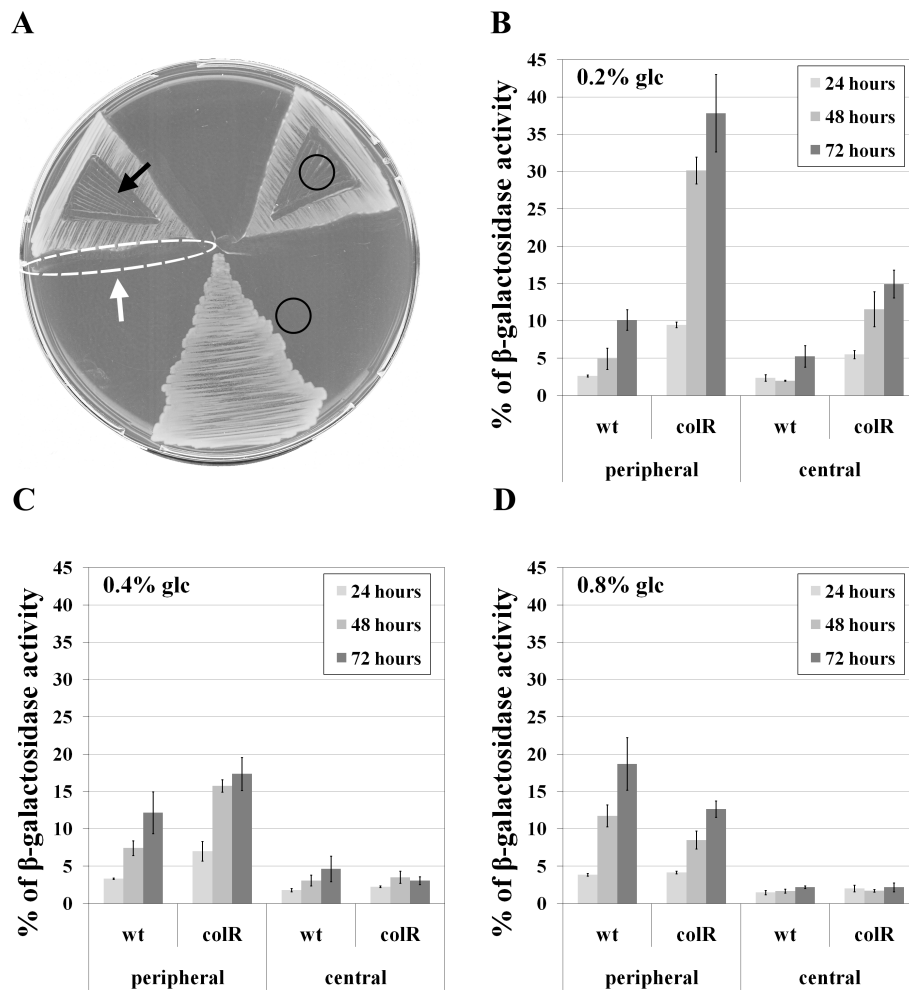 A
B
% of β-galactosidase activity
45
40
35
30
25
20
15
10
5
0
0.2% glc
24 hours
48 hours
72 hours
wt
colR
wt
colR
peripheral
central
C
% of β-galactosidase activity
45
40
35
30
25
20
15
10
5
0
0.4% glc
24 hours
48 hours
72 hours
wt
colR
wt
colR
peripheral
central
D
% of β-galactosidase activity
45
40
35
30
25
20
15
10
5
0
0.8% glc
24 hours
48 hours
72 hours
wt
colR
wt
colR
peripheral
central